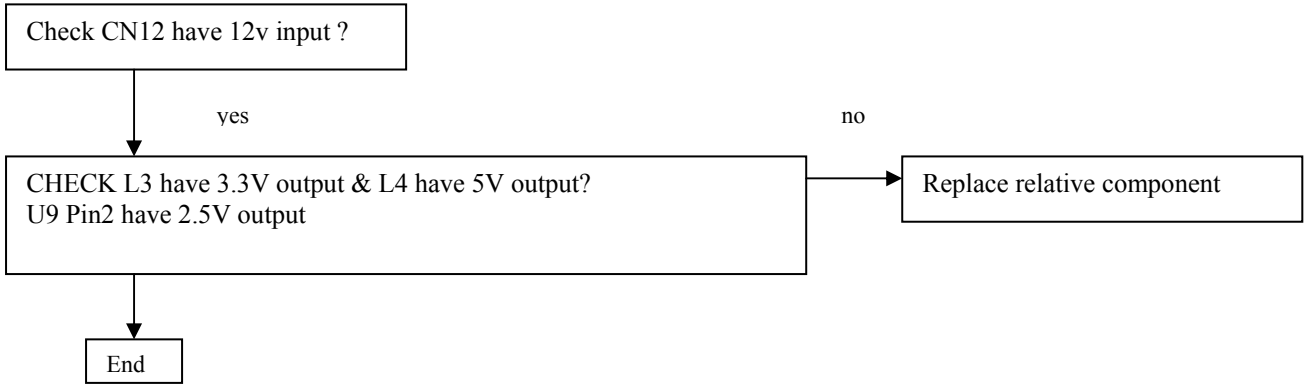 Check CN12 have 12v input ?
yes
no
CHECK L3 have 3.3V output & L4 have 5V output?
U9 Pin2 have 2.5V output
Replace relative component
End